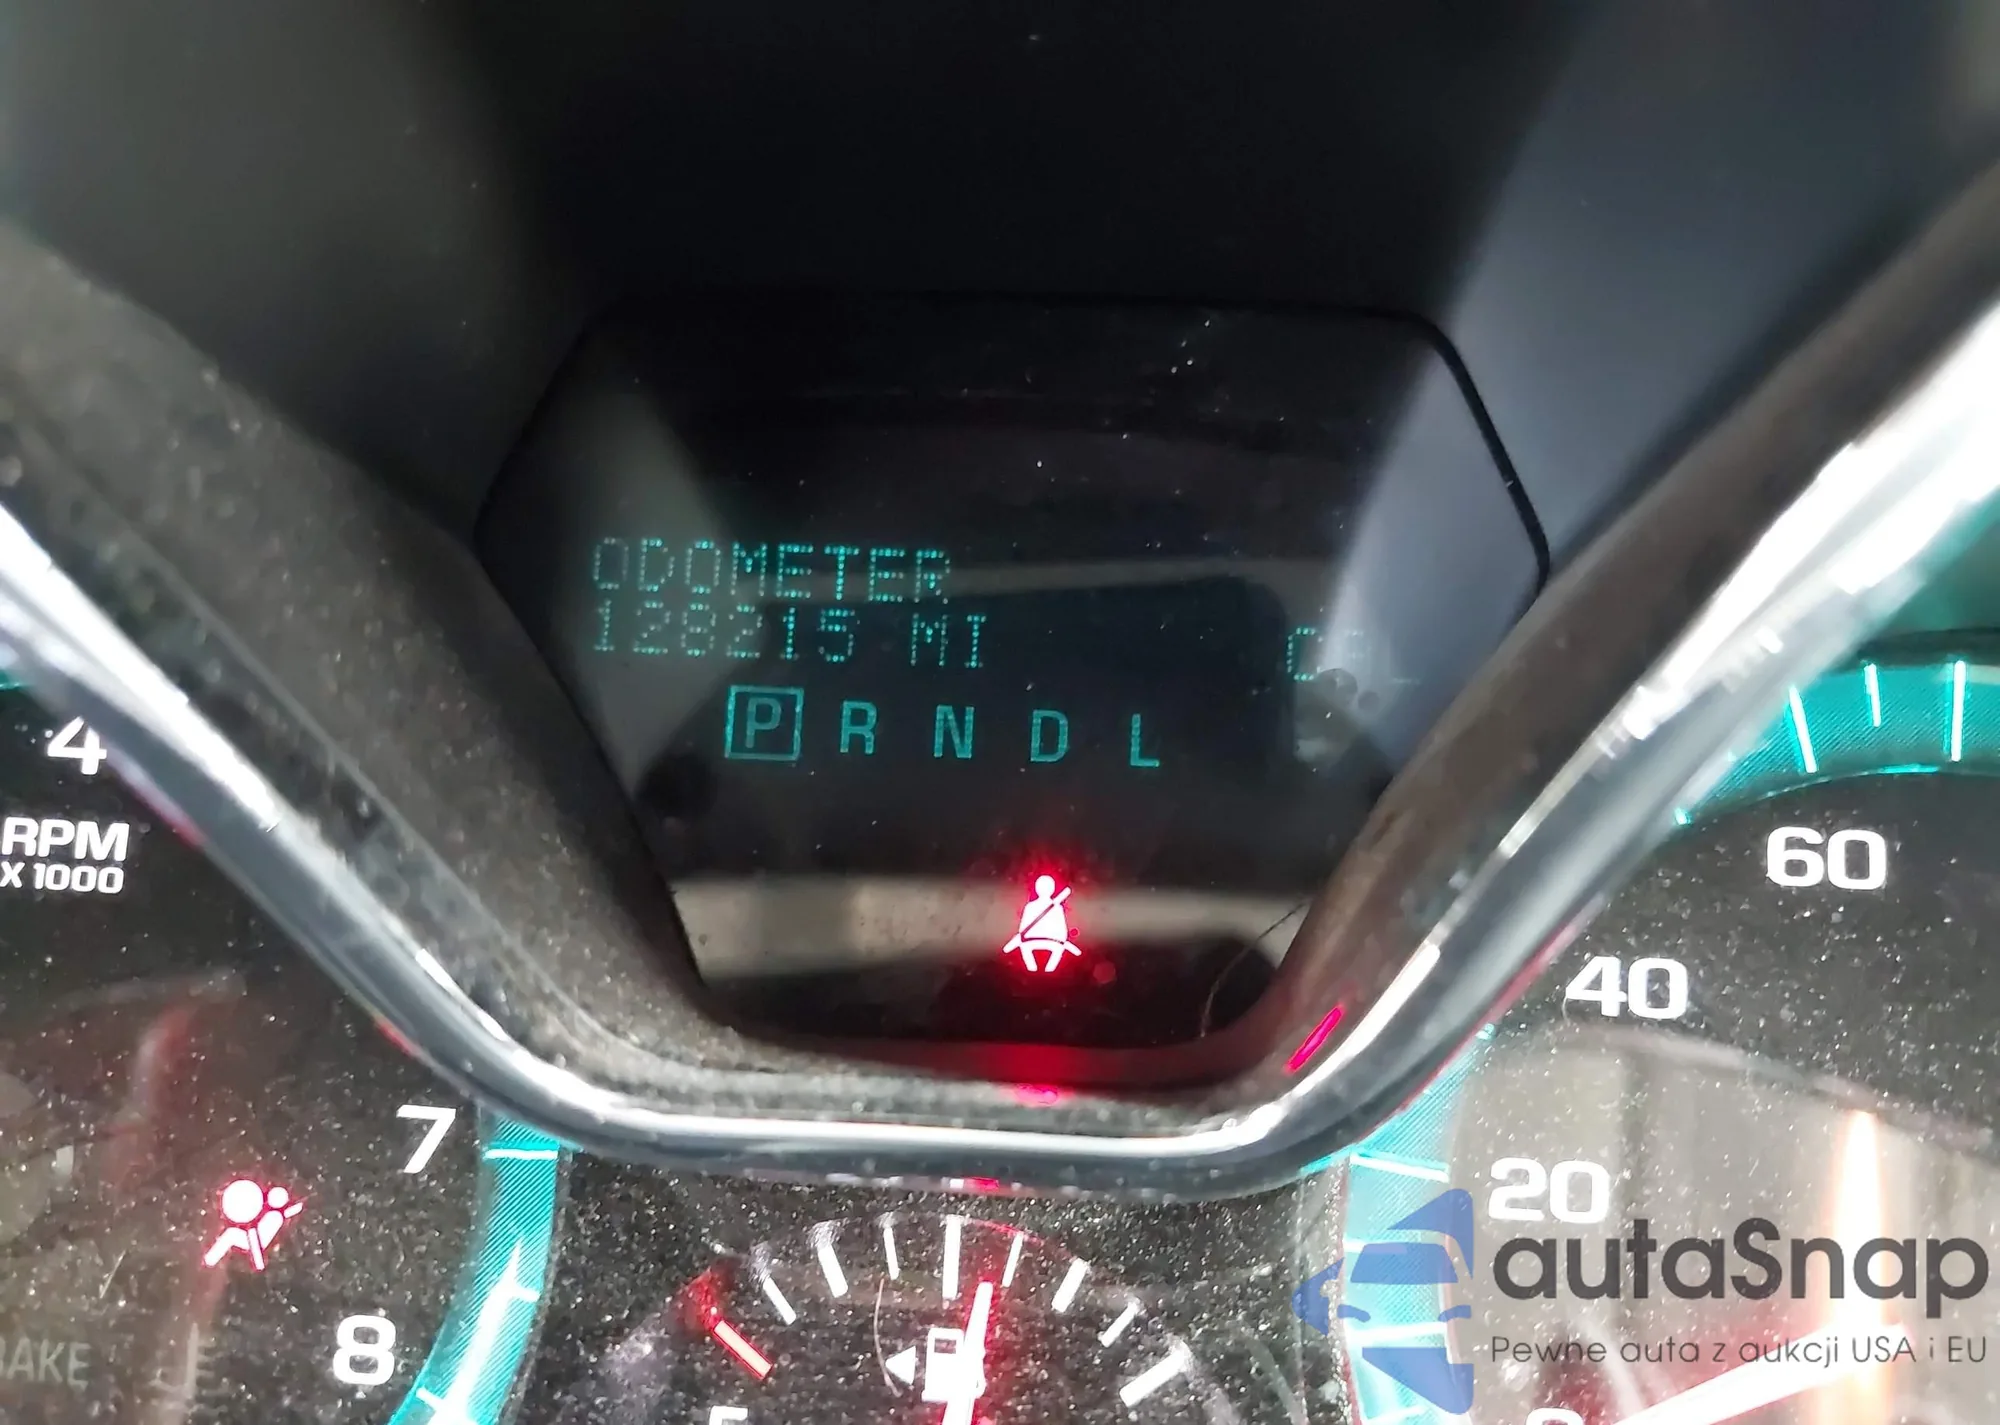 ODOMETER
128215 MI
P R N D L
4
RPM
X 1000
60
40
7
20
8
autaSnap
Pewne auta z aukcji USA i EU